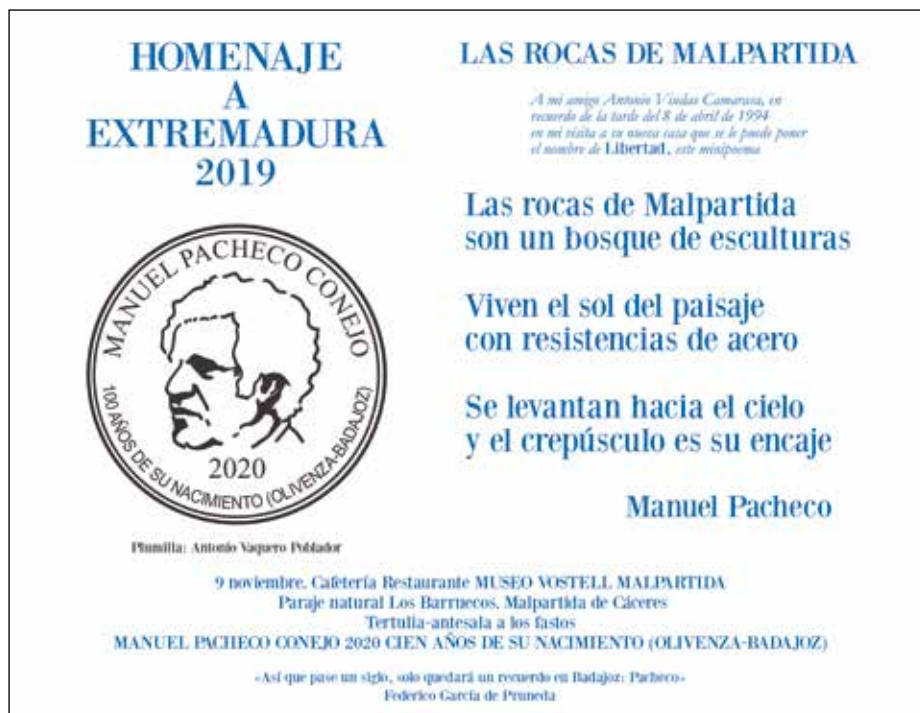 HOMENAJE
A
EXTREMADURA
2019
MANUEL PACHECO CONEJO
2020
100 AÑOS DE SU NACIMIENTO (OLIVENZA-BADAJOZ)
Plumilla: Antonio Vaquero Poblador
LAS ROCAS DE MALPARTIDA
A mi amigo Antonio Viudas Camarasa, en
recuerdo de la tarde del 8 de abril de 1994
en mi visita a su nueva casa que se le puede poner
el nombre de Libertad, este minipoema
Las rocas de Malpartida
son un bosque de esculturas
Viven el sol del paisaje
con resistencias de acero
Se levantan hacia el cielo
y el crepúsculo es su encaje
Manuel Pacheco
9 noviembre. Cafetería Restaurante MUSEO VOSTELL MALPARTIDA
Paraje natural Los Barruecos. Malpartida de Cáceres
Tertulia-antesala a los fastos
MANUEL PACHECO CONEJO 2020 CIEN AÑOS DE SU NACIMIENTO (OLIVENZA-BADAJOZ)
«Así que pase un siglo, solo quedará un recuerdo en Badajoz: Pacheco»
Federico García de Pruneda